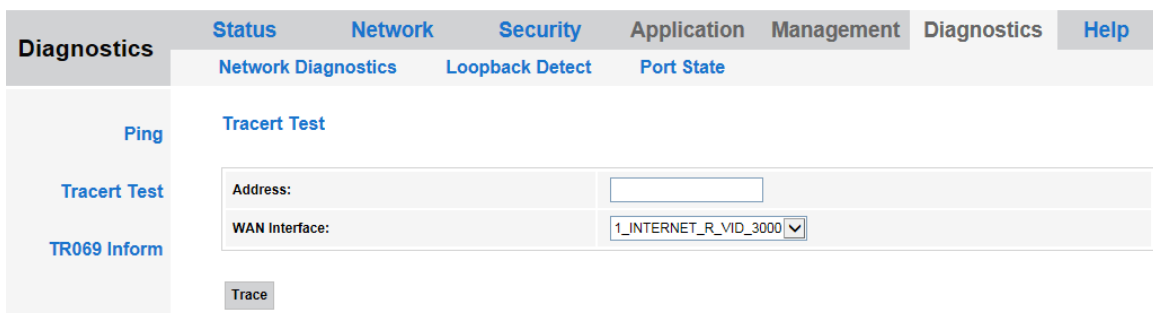 Diagnostics
Status Network Security Application Management Diagnostics Help
Network Diagnostics Loopback Detect Port State
Ping
Tracert Test
TR069 Inform
Tracert Test
Address:
WAN Interface: 1_INTERNET_R_VID_3000
Trace